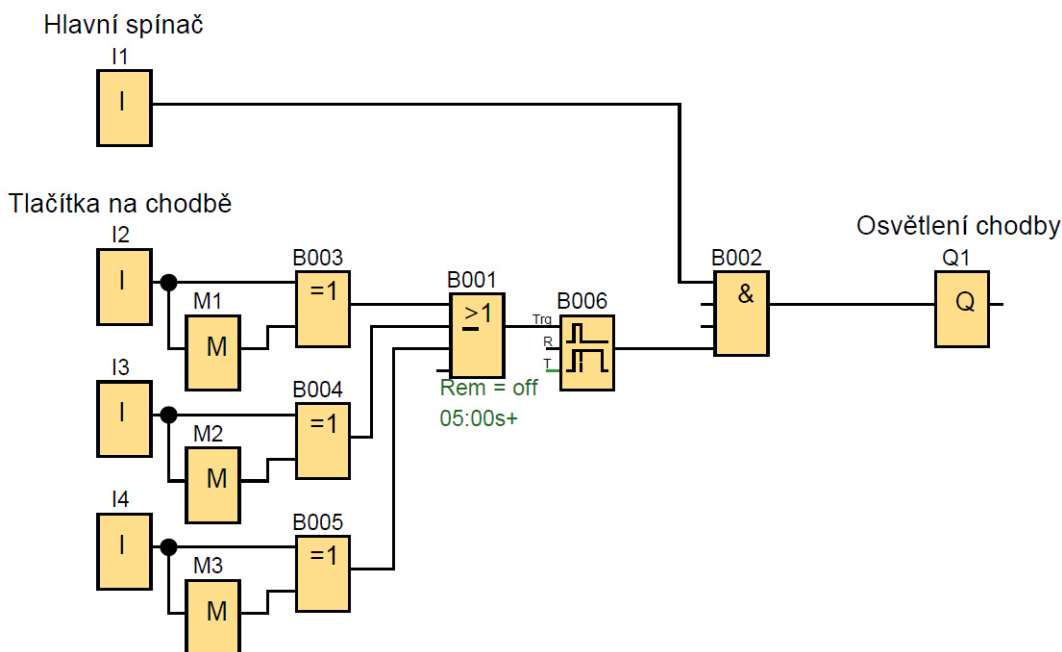 Hlavní spínač
I1
I
Tlačítka na chodbě
I2
I
M1
M
B003
=1
B001
>1
B006
Trg
R
T
Rem = off
05:00s+
B002
&
Osvětlení chodby
Q1
Q
I3
I
M2
M
B004
=1
I4
I
M3
M
B005
=1